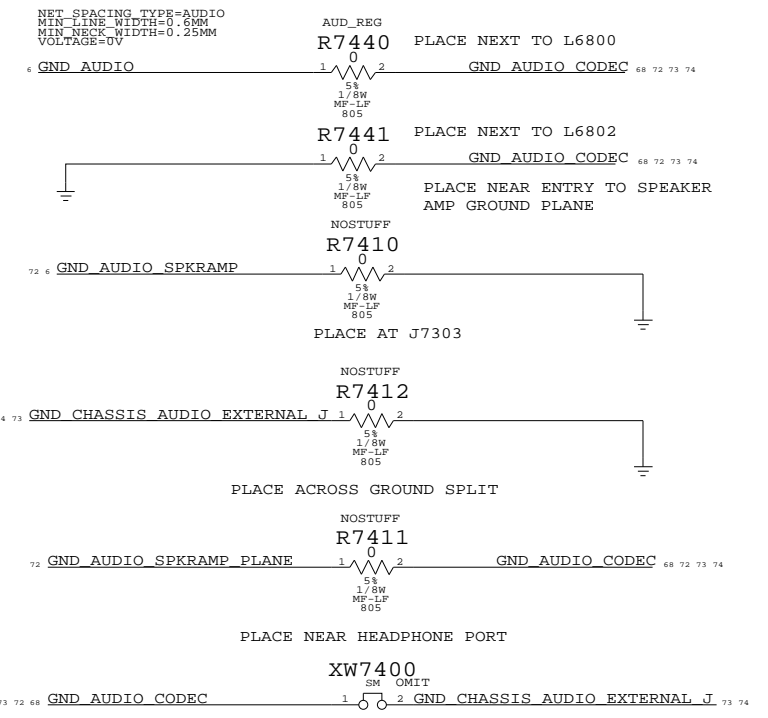 NET_SPACING_TYPE=AUDIO
MIN_LINE_WIDTH=0.6MM
MIN_NECK_WIDTH=0.25MM
VOLTAGE=0V
AUD_REG
R7440 PLACE NEXT TO L6800
0
6 GND_AUDIO 1 2 GND_AUDIO_CODEC 68 72 73 74
5%
1/8W
MF-LF
805
R7441 PLACE NEXT TO L6802
0
1 2 GND_AUDIO_CODEC 68 72 73 74
5%
1/8W
MF-LF
805
PLACE NEAR ENTRY TO SPEAKER
AMP GROUND PLANE
NOSTUFF
R7410
0
72 6 GND_AUDIO_SPKRAMP 1 2
5%
1/8W
MF-LF
805
PLACE AT J7303
NOSTUFF
R7412
0
4 73 GND_CHASSIS_AUDIO_EXTERNAL_J 1 2
5%
1/8W
MF-LF
805
PLACE ACROSS GROUND SPLIT
NOSTUFF
R7411
0
72 GND_AUDIO_SPKRAMP_PLANE 1 2 GND_AUDIO_CODEC 68 72 73 74
5%
1/8W
MF-LF
805
PLACE NEAR HEADPHONE PORT
XW7400
SM OMIT
73 72 68 GND_AUDIO_CODEC 1 2 GND_CHASSIS_AUDIO_EXTERNAL_J 73 74